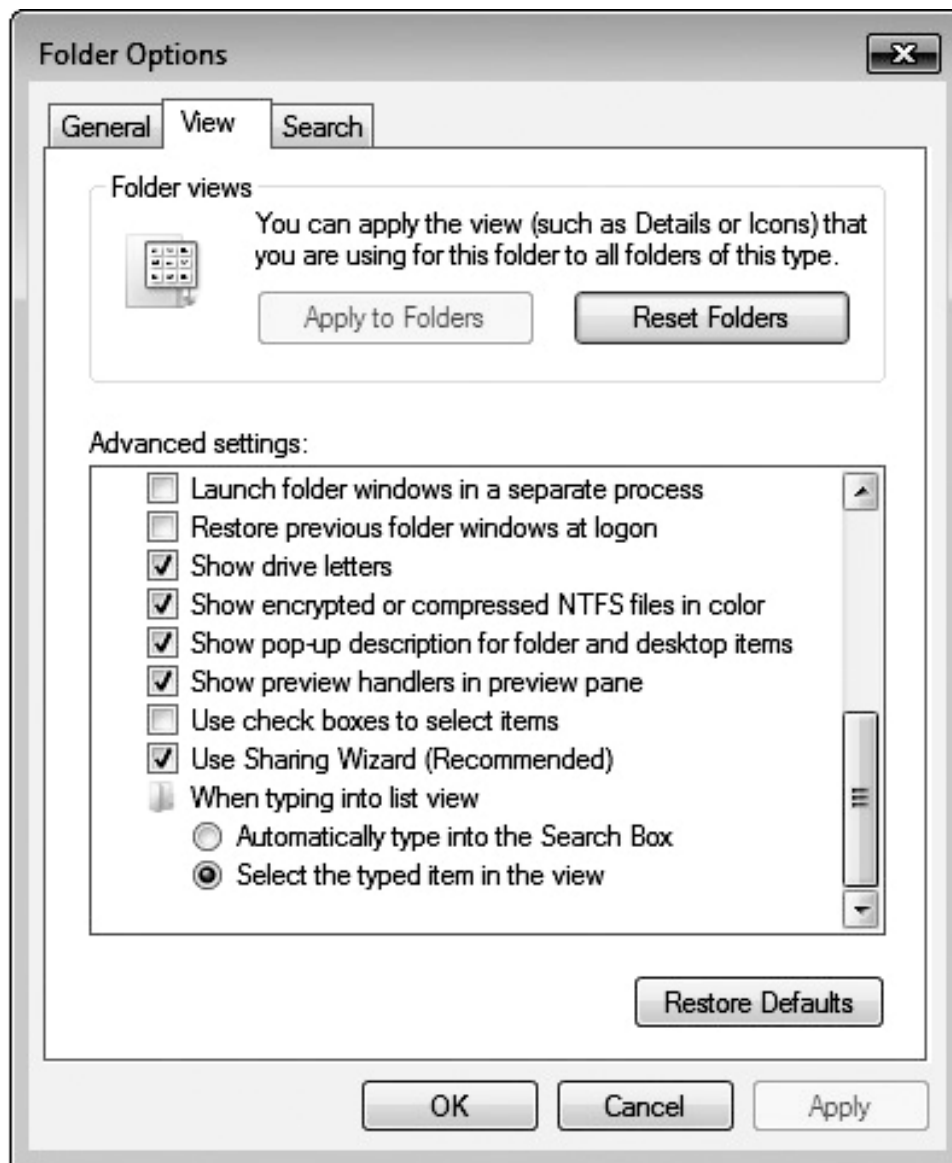 Folder Options
General
View
Search
Folder views
You can apply the view (such as Details or Icons) that
you are using for this folder to all folders of this type.
Apply to Folders
Reset Folders
Advanced settings:
Launch folder windows in a separate process
Restore previous folder windows at logon
Show drive letters
Show encrypted or compressed NTFS files in color
Show pop-up description for folder and desktop items
Show preview handlers in preview pane
Use check boxes to select items
Use Sharing Wizard (Recommended)
When typing into list view
Automatically type into the Search Box
Select the typed item in the view
Restore Defaults
OK
Cancel
Apply